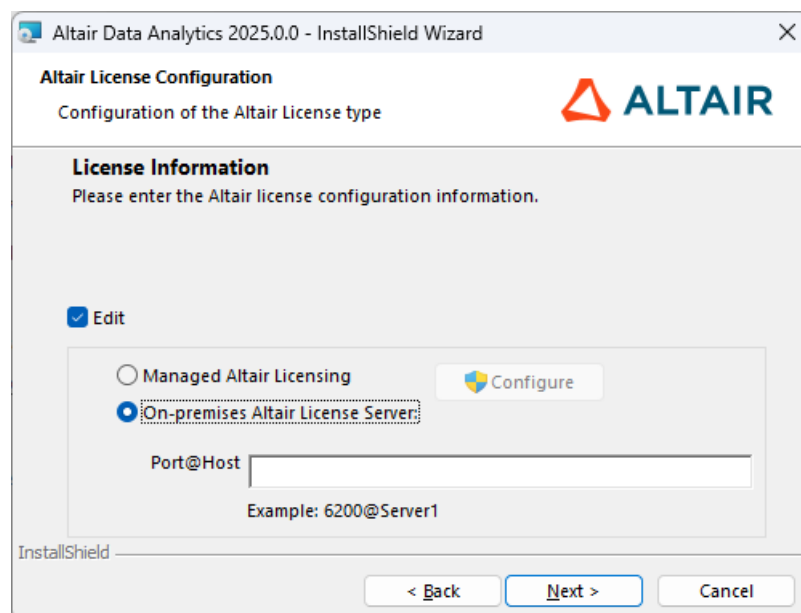 Altair Data Analytics 2025.0.0 - InstallShield Wizard
Altair License Configuration
Configuration of the Altair License type
ALTAIR
License Information
Please enter the Altair license configuration information.
Edit
Managed Altair Licensing
Configure
On-premises Altair License Server:
Port@Host
Example: 6200@Server1
InstallShield
< Back
Next >
Cancel